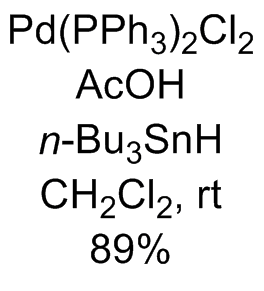 Pd(PPh₃)₂Cl₂
AcOH
n-Bu₃SnH
CH₂Cl₂, rt
89%